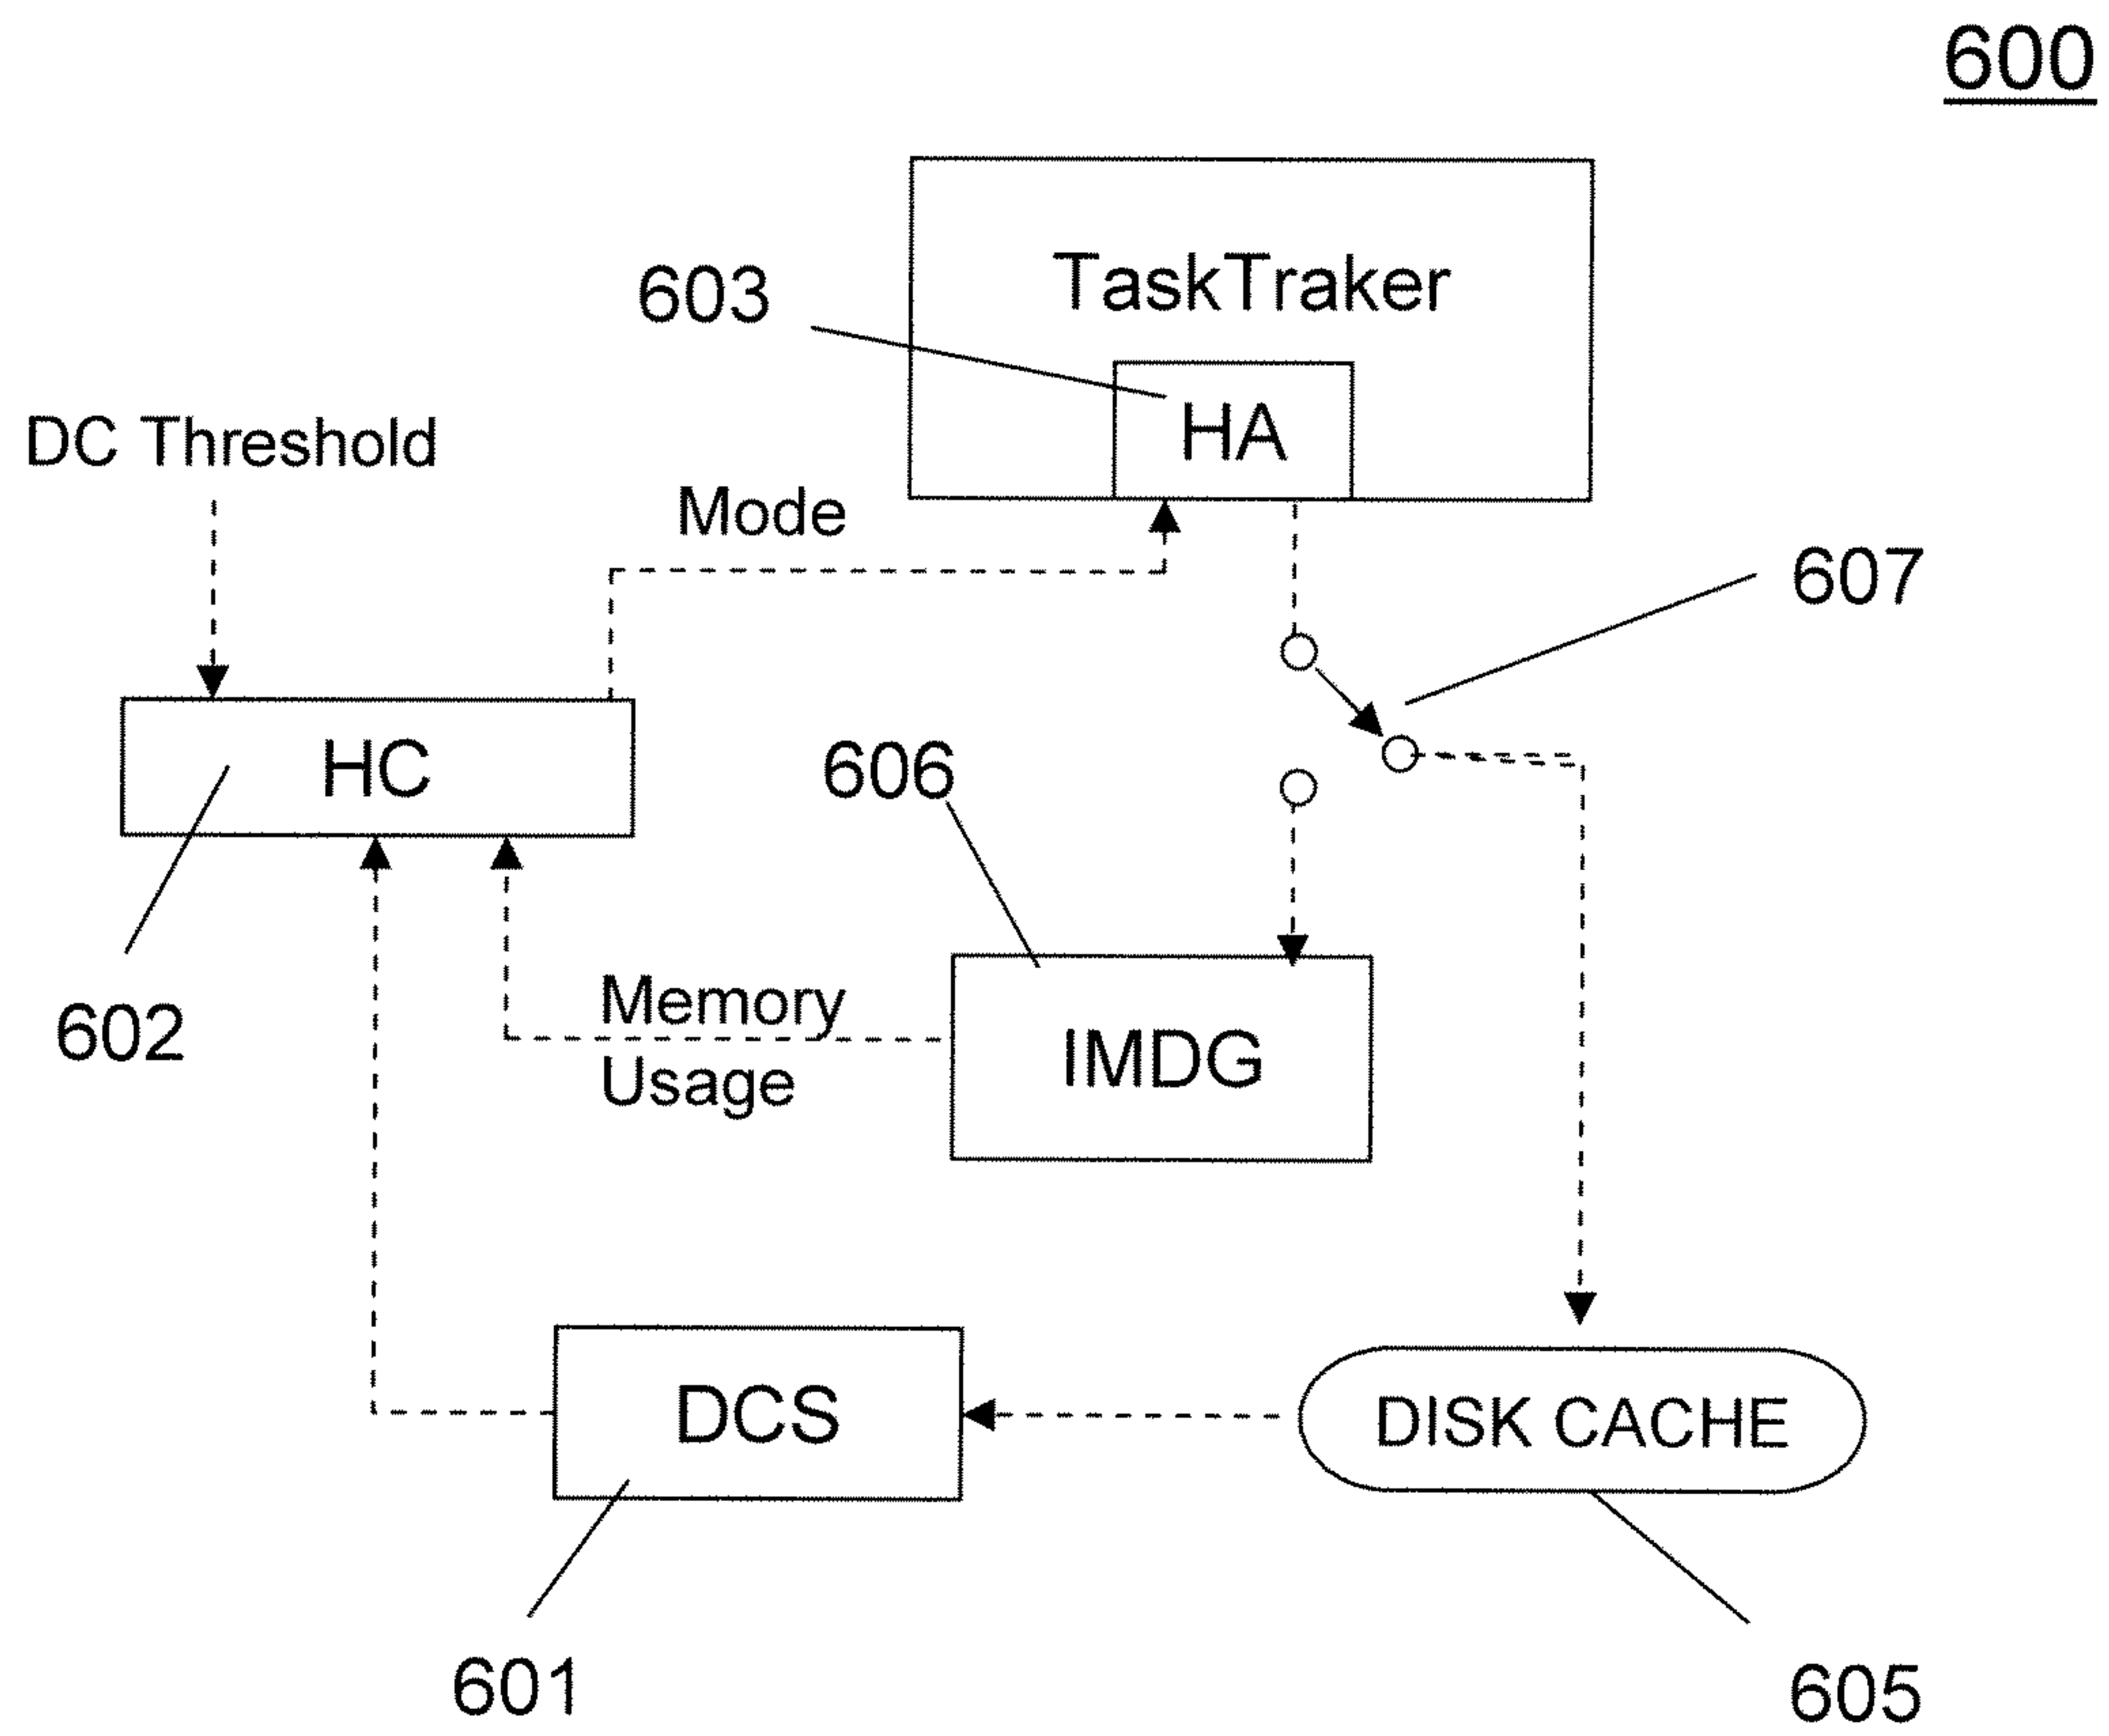 600
TaskTraker
603
HA
DC Threshold
Mode
607
HC
606
602
Memory
Usage
IMDG
DCS
DISK CACHE
601
605